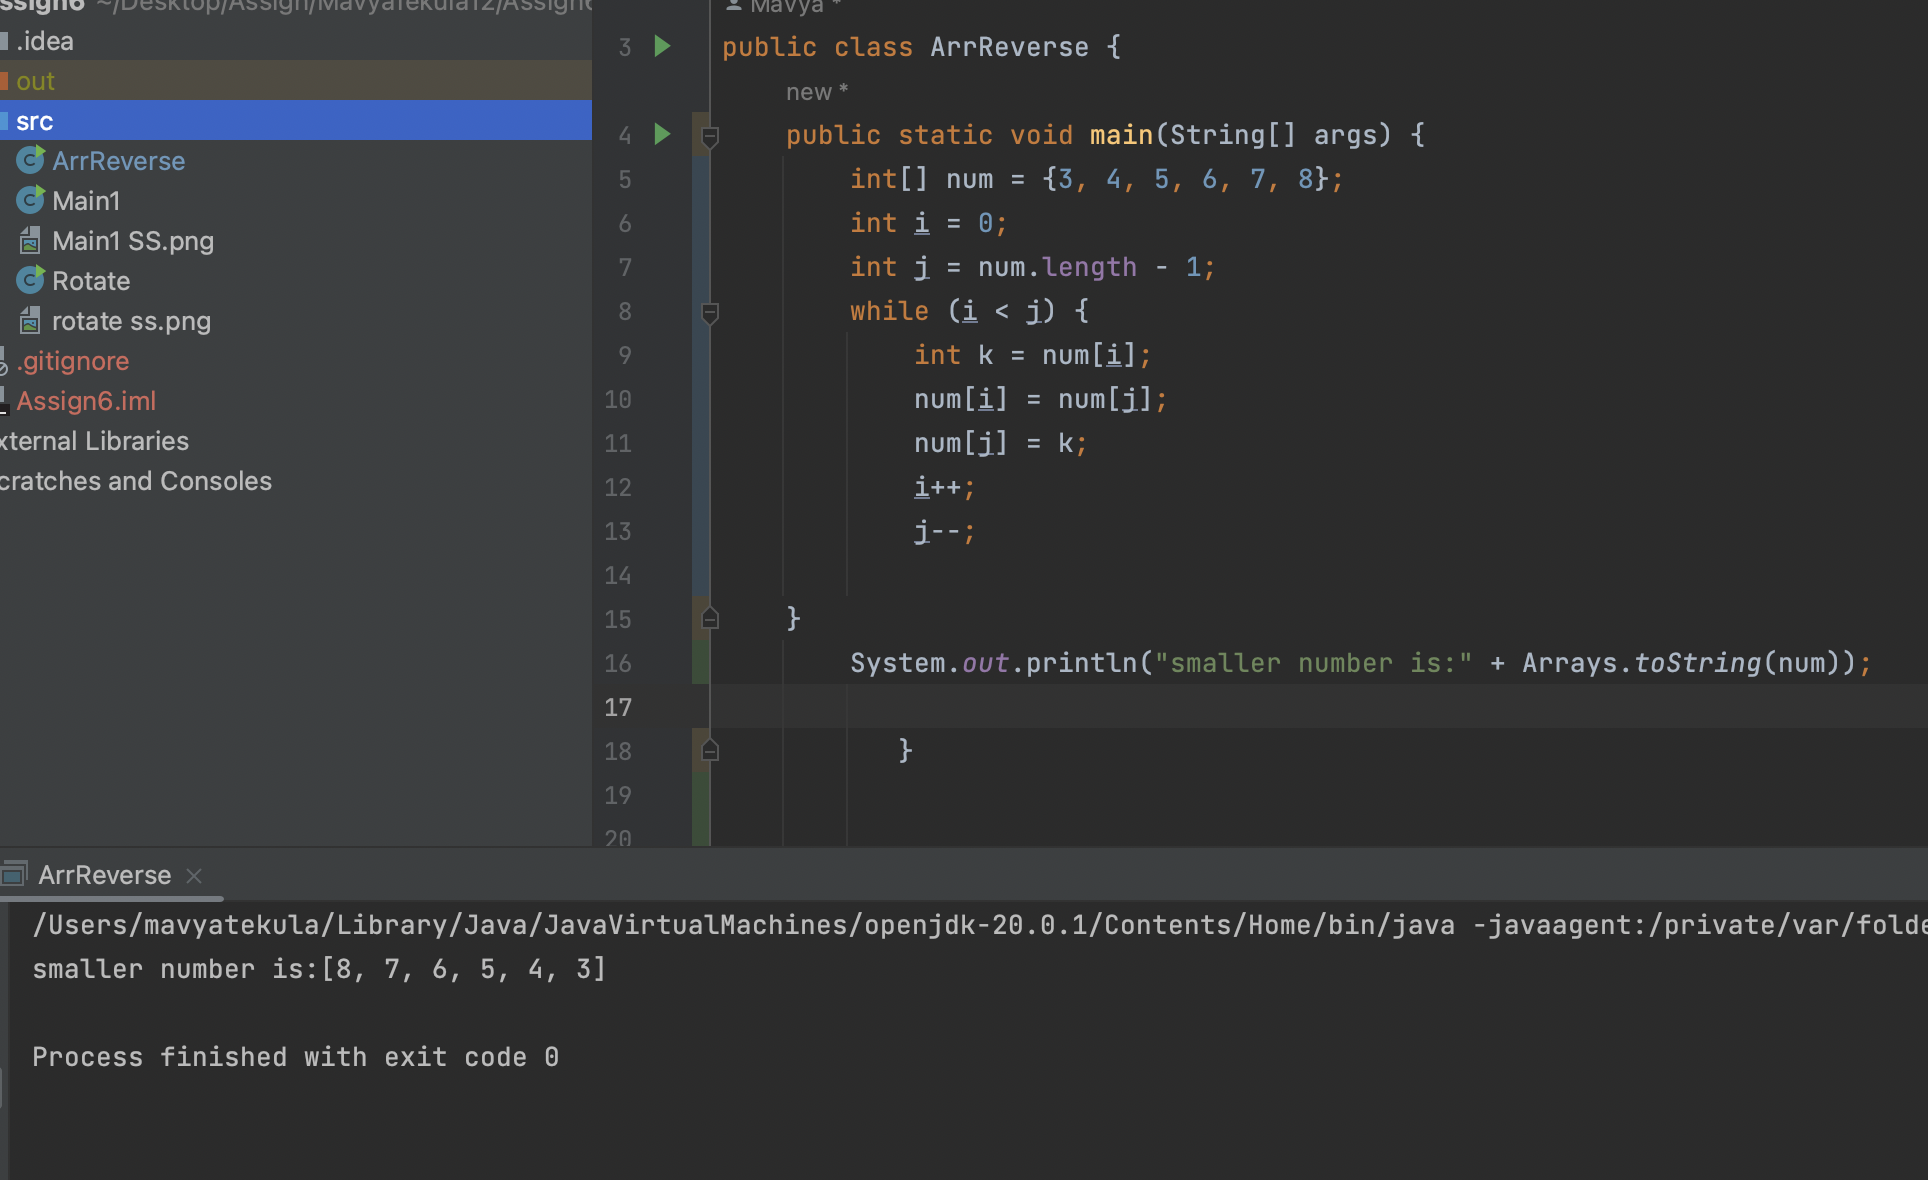 .idea
out
src
ArrReverse
Main1
Main1 SS.png
Rotate
rotate ss.png
.gitignore
Assign6.iml
xternal Libraries
cratches and Consoles
Mavya *
3 public class ArrReverse {
new *
4 public static void main(String[] args) {
5 int[] num = {3, 4, 5, 6, 7, 8};
6 int i = 0;
7 int j = num.length - 1;
8 while (i < j) {
9 int k = num[i];
10 num[i] = num[j];
11 num[j] = k;
12 i++;
13 j--;
14
15 }
16 System.out.println("smaller number is:" + Arrays.toString(num));
17
18 }
19
20
ArrReverse
/Users/mavyatekula/Library/Java/JavaVirtualMachines/openjdk-20.0.1/Contents/Home/bin/java -javaagent:/private/var/folde
smaller number is:[8, 7, 6, 5, 4, 3]
Process finished with exit code 0